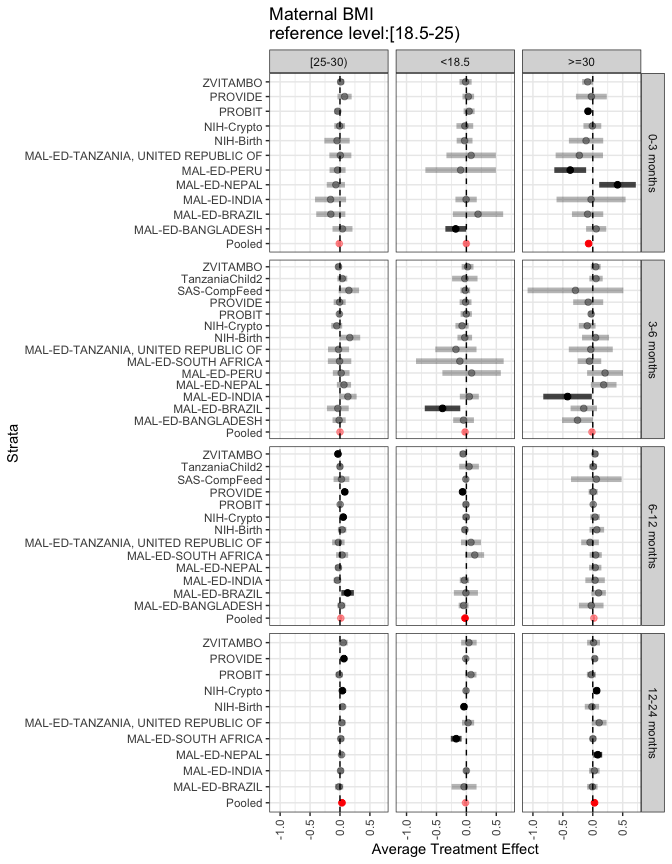 Maternal BMI
reference level:[18.5-25)
[25-30)
<18.5
>=30
Strata
ZVITAMBO
PROVIDE
PROBIT
NIH-Crypto
NIH-Birth
MAL-ED-TANZANIA, UNITED REPUBLIC OF
MAL-ED-PERU
MAL-ED-NEPAL
MAL-ED-INDIA
MAL-ED-BRAZIL
MAL-ED-BANGLADESH
Pooled
0-3 months
ZVITAMBO
TanzaniaChild2
SAS-CompFeed
PROVIDE
PROBIT
NIH-Crypto
NIH-Birth
MAL-ED-TANZANIA, UNITED REPUBLIC OF
MAL-ED-SOUTH AFRICA
MAL-ED-PERU
MAL-ED-NEPAL
MAL-ED-INDIA
MAL-ED-BRAZIL
MAL-ED-BANGLADESH
Pooled
3-6 months
ZVITAMBO
TanzaniaChild2
SAS-CompFeed
PROVIDE
PROBIT
NIH-Crypto
NIH-Birth
MAL-ED-TANZANIA, UNITED REPUBLIC OF
MAL-ED-SOUTH AFRICA
MAL-ED-NEPAL
MAL-ED-INDIA
MAL-ED-BRAZIL
MAL-ED-BANGLADESH
Pooled
6-12 months
ZVITAMBO
PROVIDE
PROBIT
NIH-Crypto
NIH-Birth
MAL-ED-TANZANIA, UNITED REPUBLIC OF
MAL-ED-SOUTH AFRICA
MAL-ED-NEPAL
MAL-ED-INDIA
MAL-ED-BRAZIL
Pooled
12-24 months
-1.0 -0.5 0.0 0.5
-1.0 -0.5 0.0 0.5
-1.0 -0.5 0.0 0.5
Average Treatment Effect